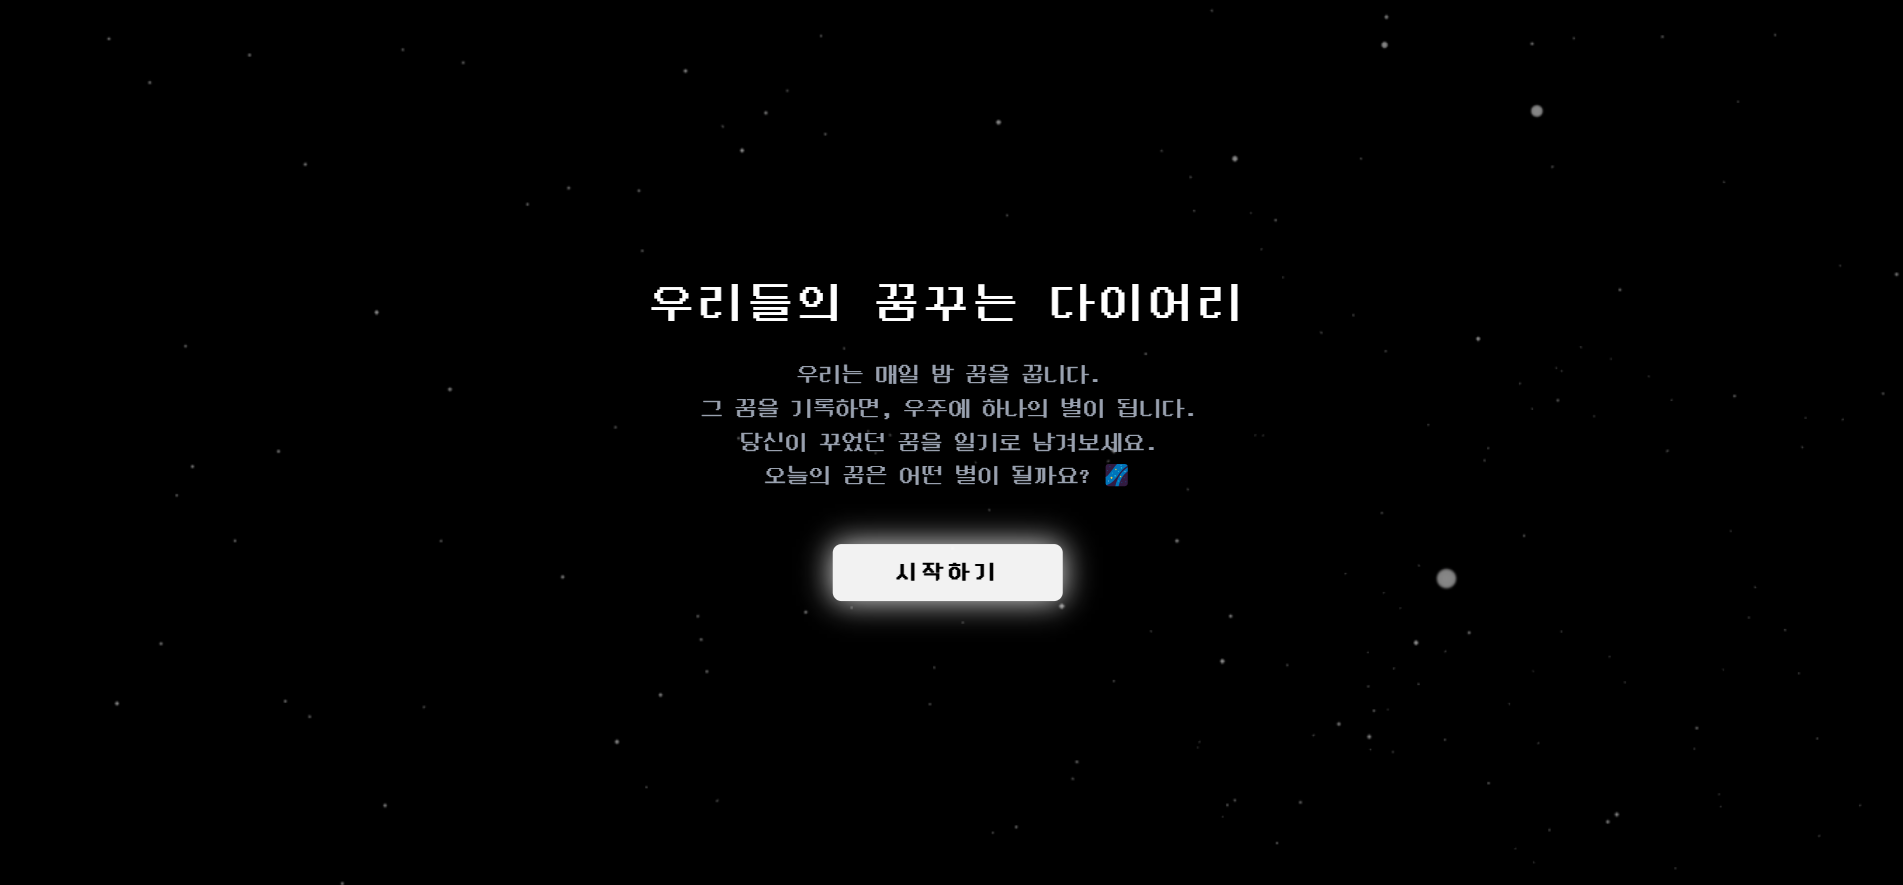 우리들의 꿈꾸는 다이어리
우리는 매일 밤 꿈을 꿉니다.
그 꿈을 기록하면, 우주에 하나의 별이 됩니다.
당신이 꾸었던 꿈을 일기로 남겨보세요.
오늘의 꿈은 어떤 별이 될까요? 🌌
시작하기